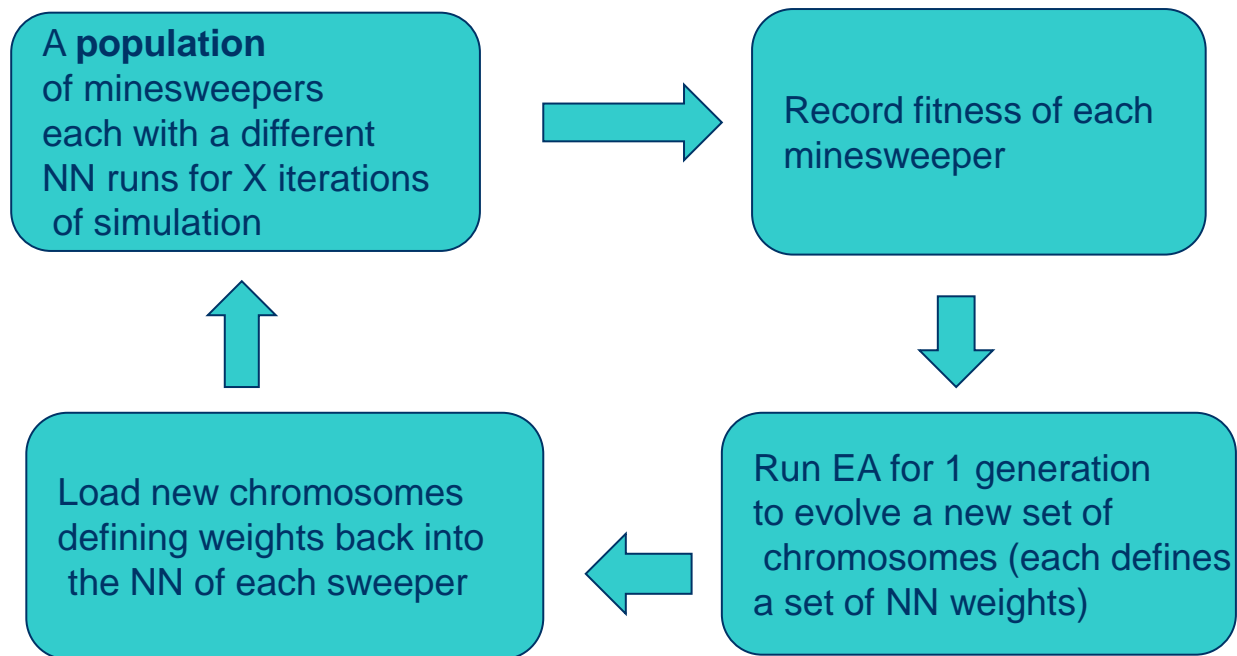 A population
of minesweepers
each with a different
NN runs for X iterations
of simulation
Record fitness of each
minesweeper
Run EA for 1 generation
to evolve a new set of
chromosomes (each defines
a set of NN weights)
Load new chromosomes
defining weights back into
the NN of each sweeper